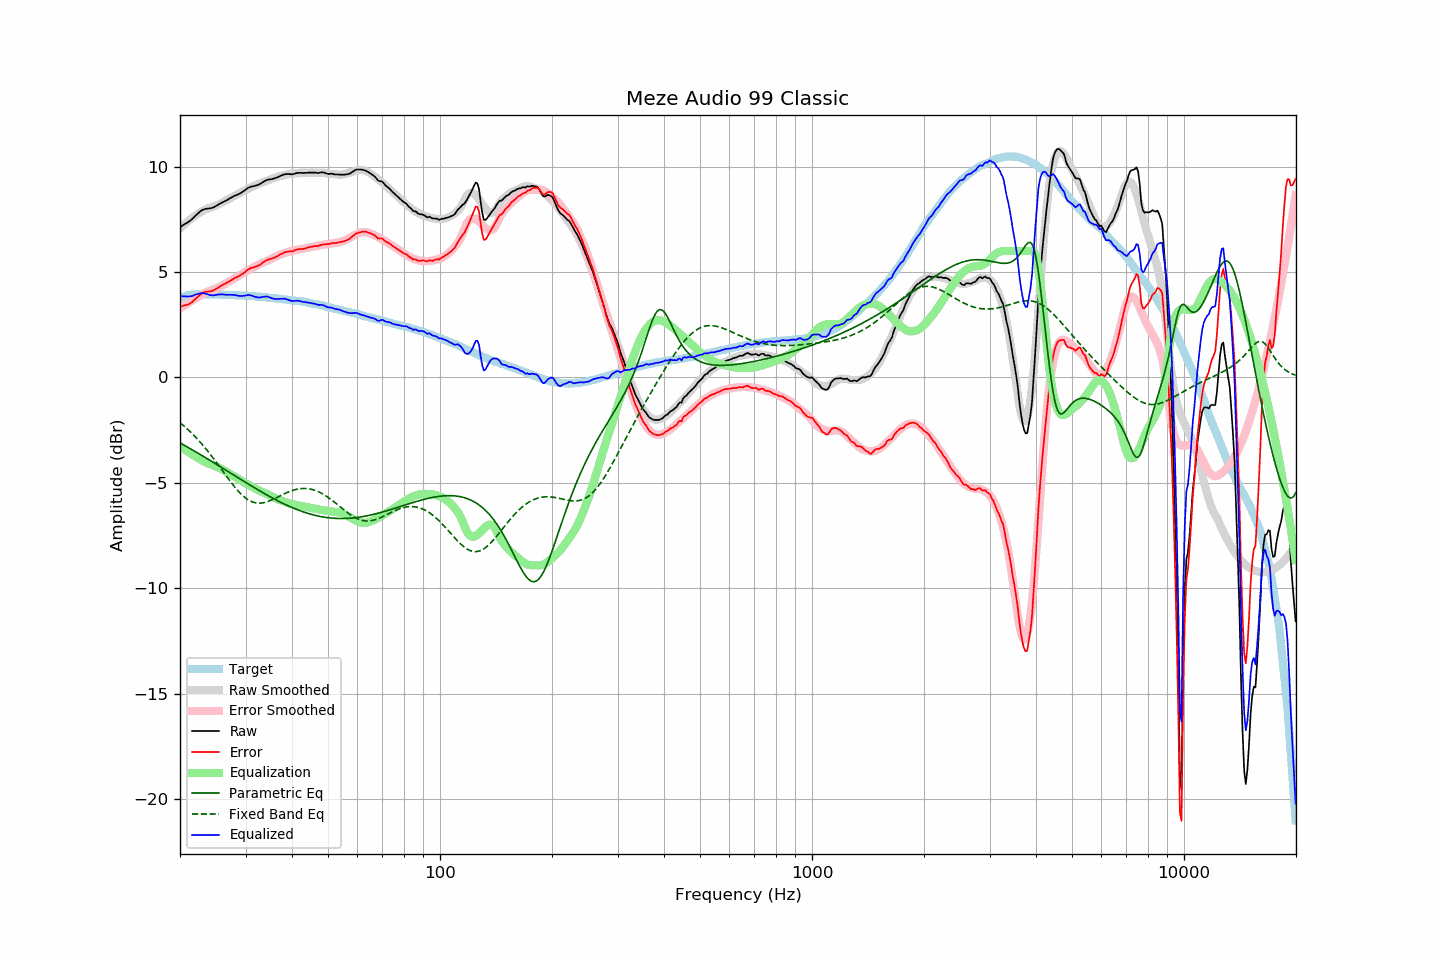 Meze Audio 99 Classic
Amplitude (dBr)
10
5
0
−5
−10
−15
−20
Target
Raw Smoothed
Error Smoothed
Raw
Error
Equalization
Parametric Eq
Fixed Band Eq
Equalized
100
1000
10000
Frequency (Hz)